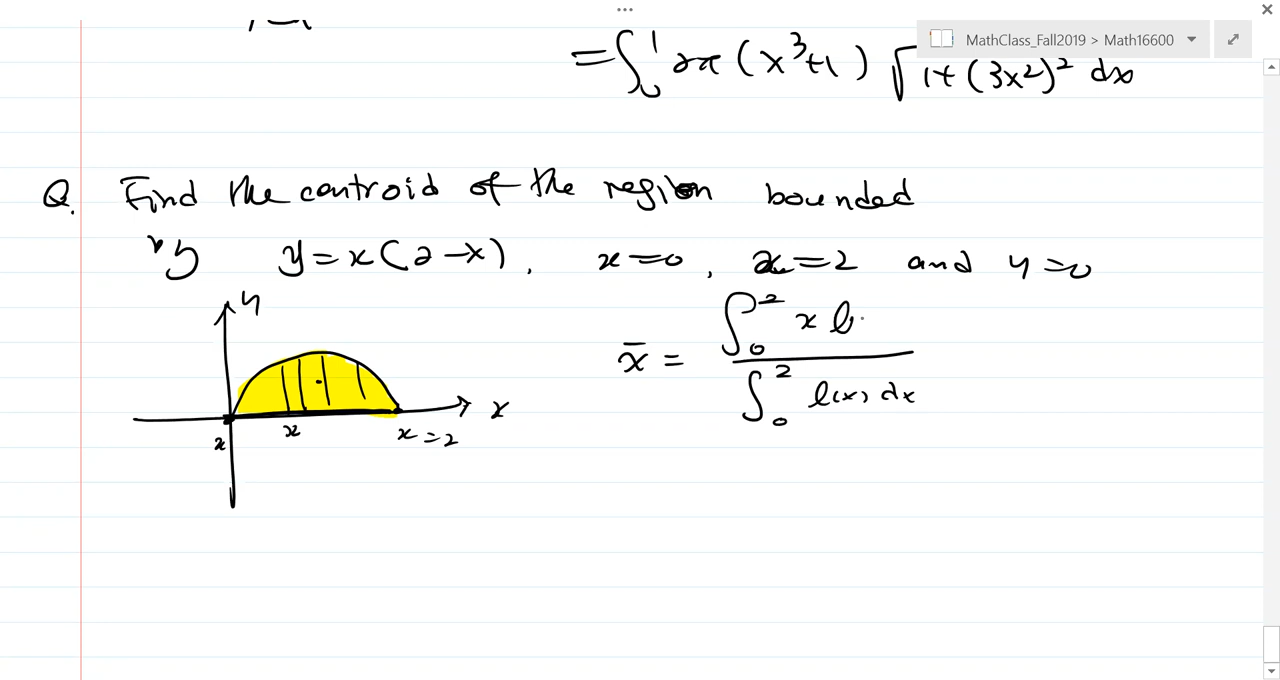 MathClass_Fall2019 > Math16600
= ∫₀¹ 2π (x³+1) √(1+(3x²)²) dx
Q. Find the centroid of the region bounded
by y = x(2-x), x=0, x=2 and y=0
y
x̄ = ∫₀² x l
∫₀² l(x) dx
x
x
x
x=2